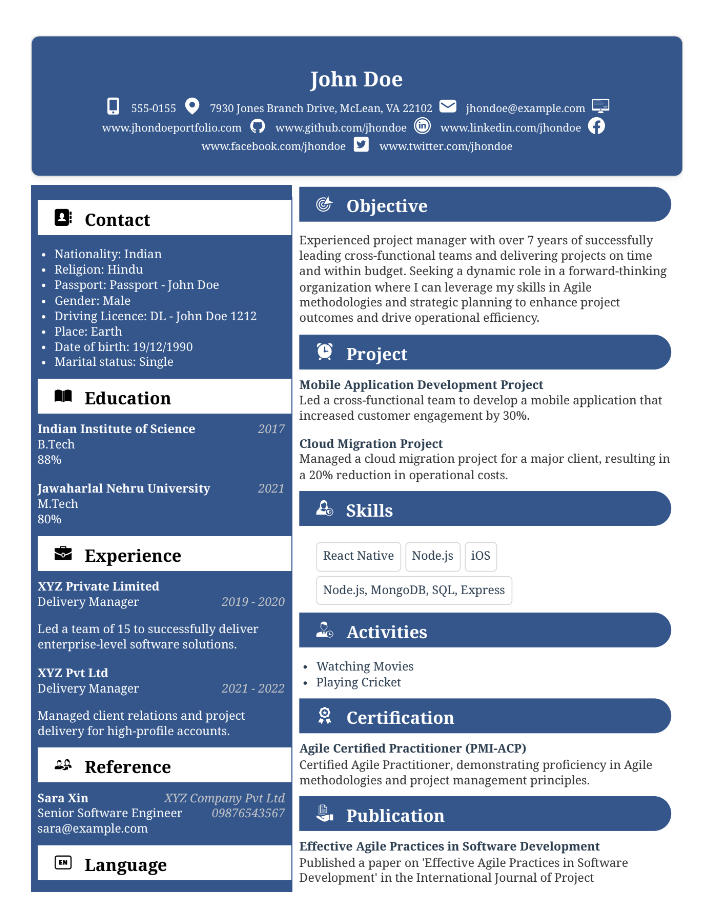 John Doe
555-0155 7930 Jones Branch Drive, McLean, VA 22102 jhondoe@example.com
www.jhondoeportfolio.com www.github.com/jhondoe www.linkedin.com/jhondoe
www.facebook.com/jhondoe www.twitter.com/jhondoe
Contact
• Nationality: Indian
• Religion: Hindu
• Passport: Passport - John Doe
• Gender: Male
• Driving Licence: DL - John Doe 1212
• Place: Earth
• Date of birth: 19/12/1990
• Marital status: Single
Education
Indian Institute of Science 2017
B.Tech
88%
Jawaharlal Nehru University 2021
M.Tech
80%
Experience
XYZ Private Limited
Delivery Manager 2019 - 2020
Led a team of 15 to successfully deliver
enterprise-level software solutions.
XYZ Pvt Ltd
Delivery Manager 2021 - 2022
Managed client relations and project
delivery for high-profile accounts.
Reference
Sara Xin XYZ Company Pvt Ltd
Senior Software Engineer 09876543567
sara@example.com
EN Language
Objective
Experienced project manager with over 7 years of successfully
leading cross-functional teams and delivering projects on time
and within budget. Seeking a dynamic role in a forward-thinking
organization where I can leverage my skills in Agile
methodologies and strategic planning to enhance project
outcomes and drive operational efficiency.
Project
Mobile Application Development Project
Led a cross-functional team to develop a mobile application that
increased customer engagement by 30%.
Cloud Migration Project
Managed a cloud migration project for a major client, resulting in
a 20% reduction in operational costs.
Skills
React Native Node.js iOS
Node.js, MongoDB, SQL, Express
Activities
• Watching Movies
• Playing Cricket
Certification
Agile Certified Practitioner (PMI-ACP)
Certified Agile Practitioner, demonstrating proficiency in Agile
methodologies and project management principles.
Publication
Effective Agile Practices in Software Development
Published a paper on 'Effective Agile Practices in Software
Development' in the International Journal of Project